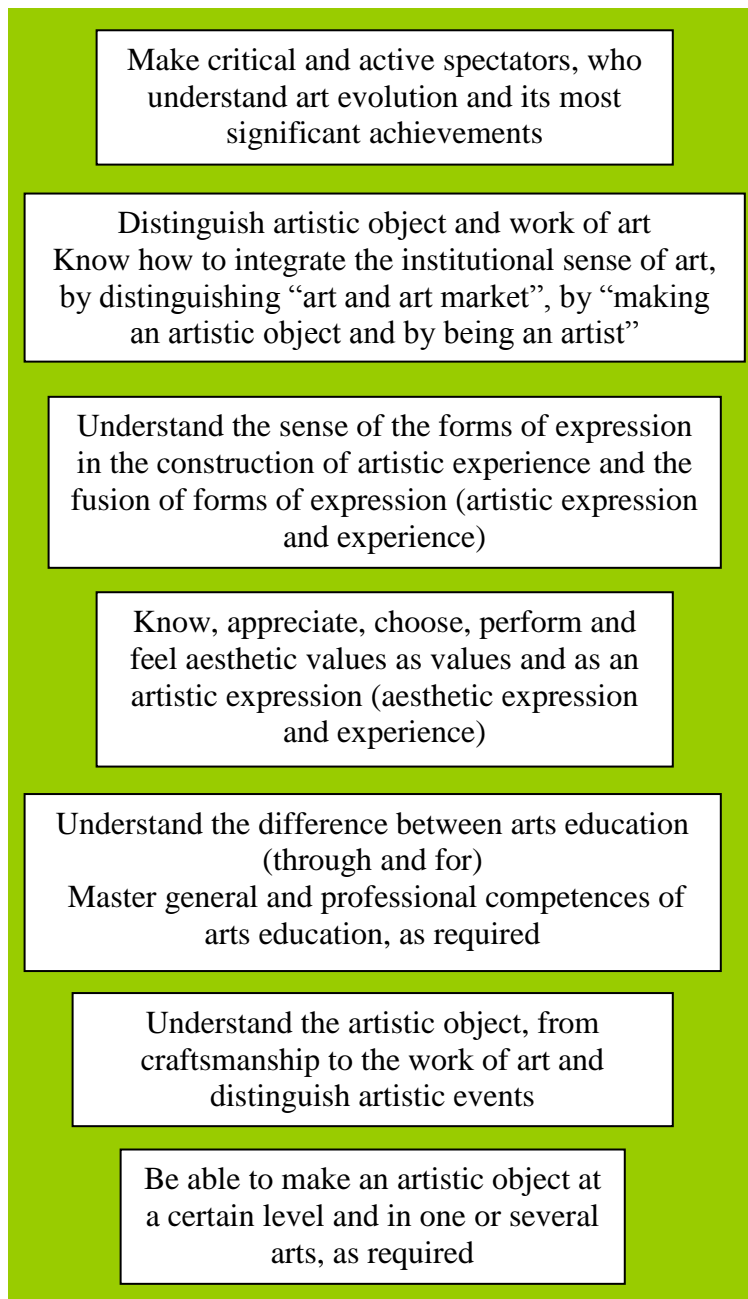 Make critical and active spectators, who
understand art evolution and its most
significant achievements
Distinguish artistic object and work of art
Know how to integrate the institutional sense of art,
by distinguishing “art and art market”, by “making
an artistic object and by being an artist”
Understand the sense of the forms of expression
in the construction of artistic experience and the
fusion of forms of expression (artistic expression
and experience)
Know, appreciate, choose, perform and
feel aesthetic values as values and as an
artistic expression (aesthetic expression
and experience)
Understand the difference between arts education
(through and for)
Master general and professional competences of
arts education, as required
Understand the artistic object, from
craftsmanship to the work of art and
distinguish artistic events
Be able to make an artistic object at
a certain level and in one or several
arts, as required